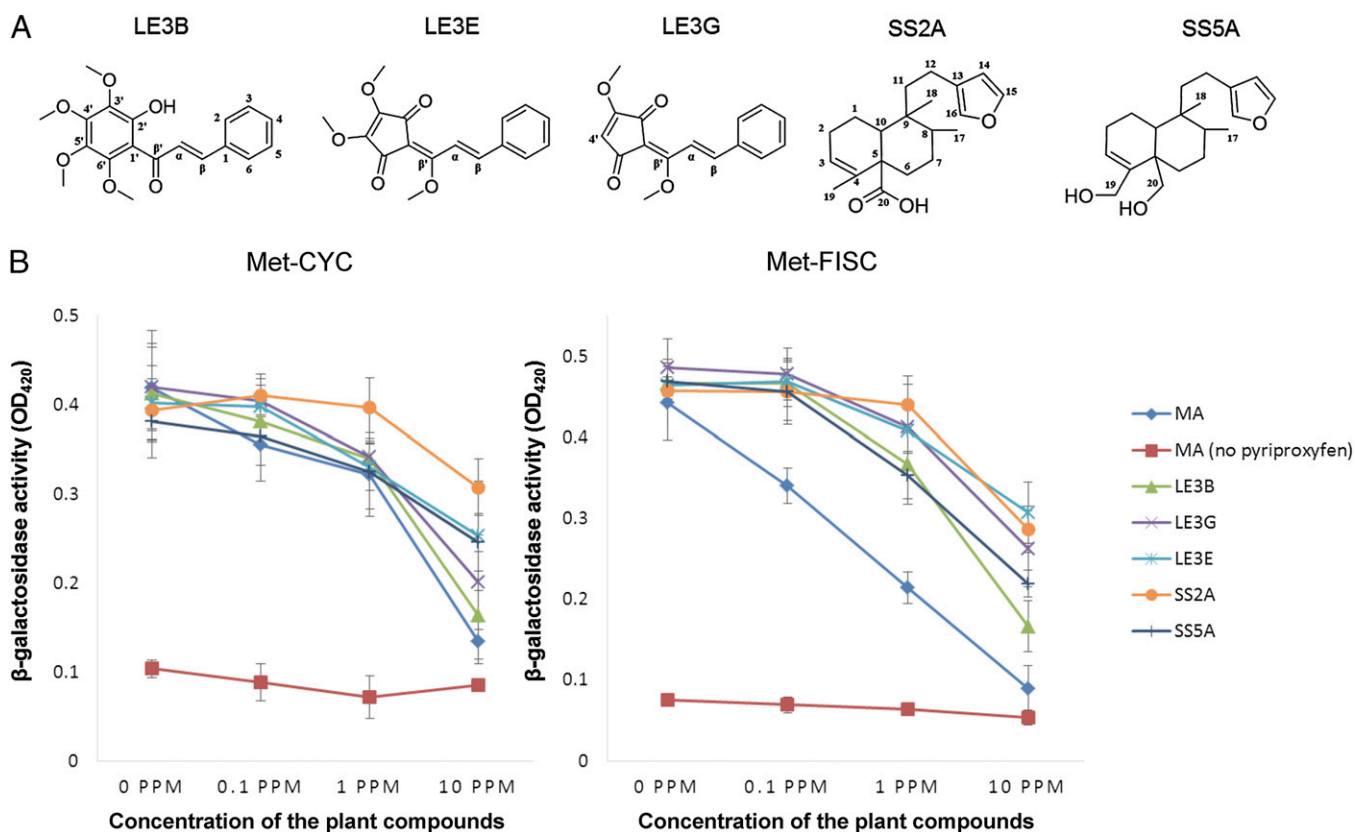 A
LE3B LE3E LE3G SS2A SS5A
O O O O O OH O 1' 2' 3' 4' 5' 6' α β β' 1 2 3 4 5 6
O O O O O β' α β
O O O O 4' β' α β
1 2 3 4 5 6 7 8 9 10 11 12 13 14 15 16 17 18 19 20 O O OH
17 18 19 20 O HO HO
B
Met-CYC Met-FISC
β-galactosidase activity (OD420)
0.5
0.4
0.3
0.2
0.1
0
0 PPM 0.1 PPM 1 PPM 10 PPM
Concentration of the plant compounds
β-galactosidase activity (OD420)
0.5
0.4
0.3
0.2
0.1
0
0 PPM 0.1 PPM 1 PPM 10 PPM
Concentration of the plant compounds
MA
MA (no pyriproxyfen)
LE3B
LE3G
LE3E
SS2A
SS5A